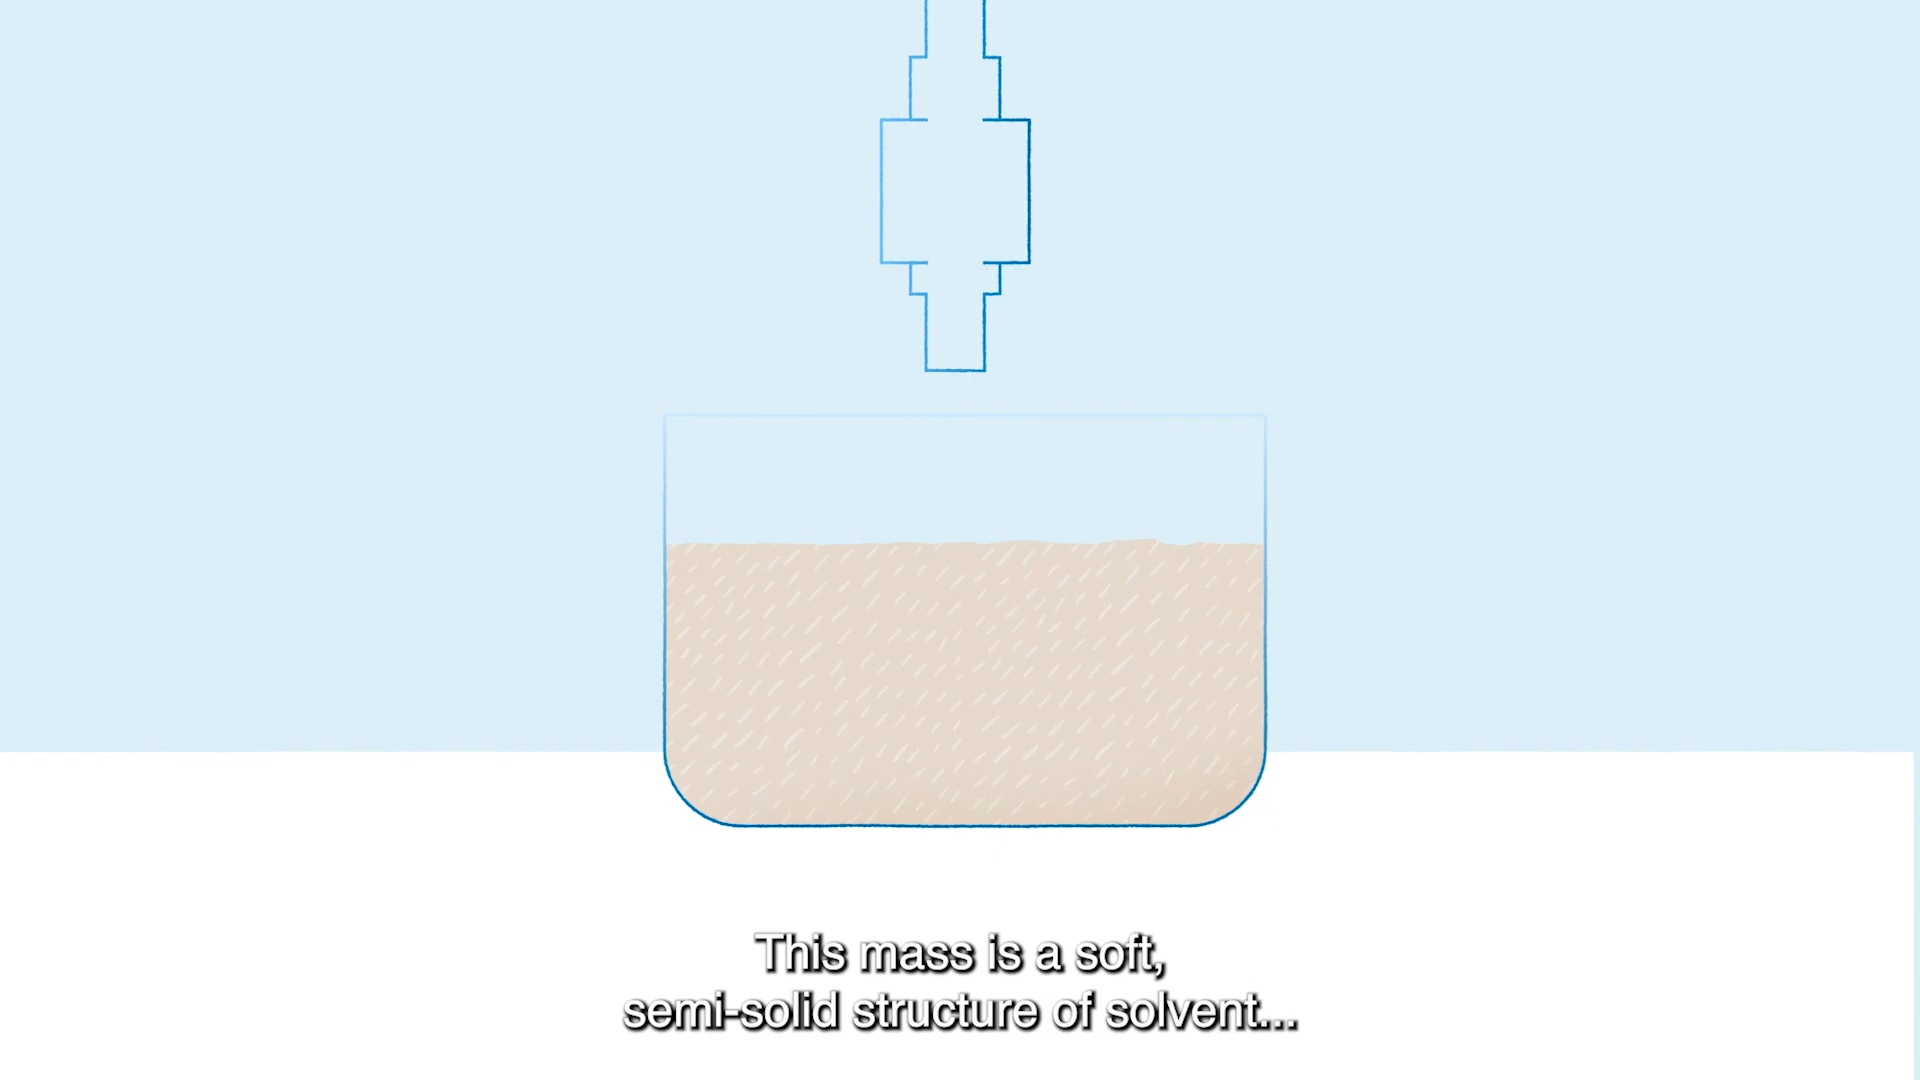 This mass is a soft,
semi-solid structure of solvent...